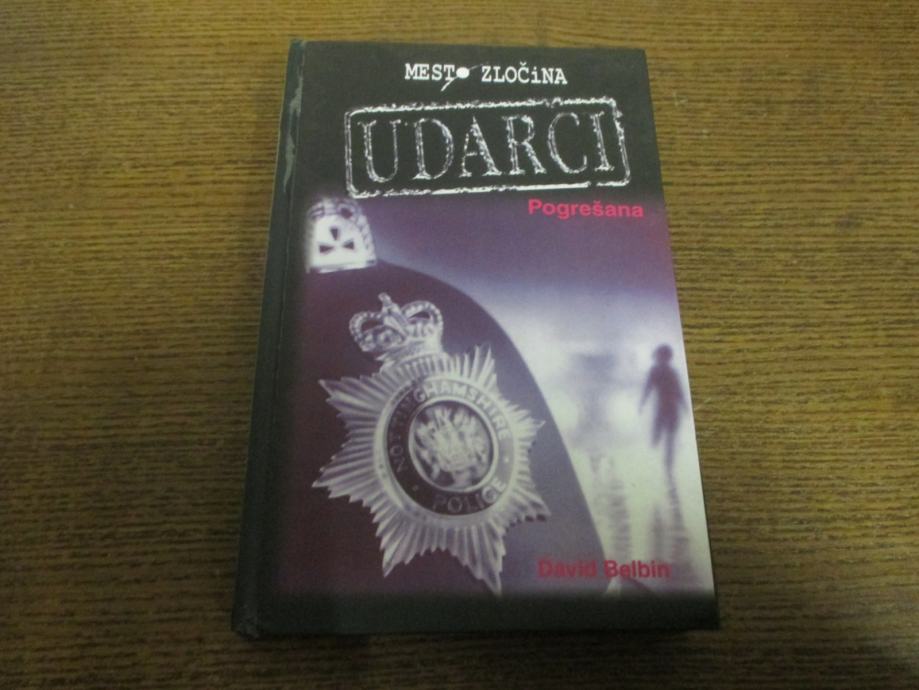 MESTO ZLOČiNA
UDARCI
Pogrešana
NOTTINGHAMSHIRE
POLICE
David Belbin